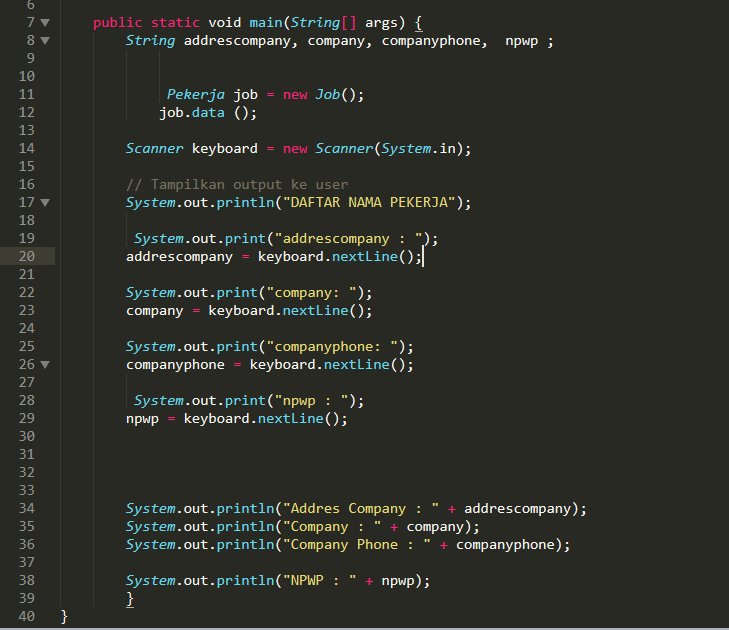 6
7 public static void main(String[] args) {
8 String addrescompany, company, companyphone,  npwp ;
9
10
11 Pekerja job = new Job();
12 job.data ();
13
14 Scanner keyboard = new Scanner(System.in);
15
16 // Tampilkan output ke user
17 System.out.println("DAFTAR NAMA PEKERJA");
18
19 System.out.print("addrescompany : ");
20 addrescompany = keyboard.nextLine();
21
22 System.out.print("company: ");
23 company = keyboard.nextLine();
24
25 System.out.print("companyphone: ");
26 companyphone = keyboard.nextLine();
27
28 System.out.print("npwp : ");
29 npwp = keyboard.nextLine();
30
31
32
33
34 System.out.println("Addres Company : " + addrescompany);
35 System.out.println("Company : " + company);
36 System.out.println("Company Phone : " + companyphone);
37
38 System.out.println("NPWP : " + npwp);
39 }
40 }